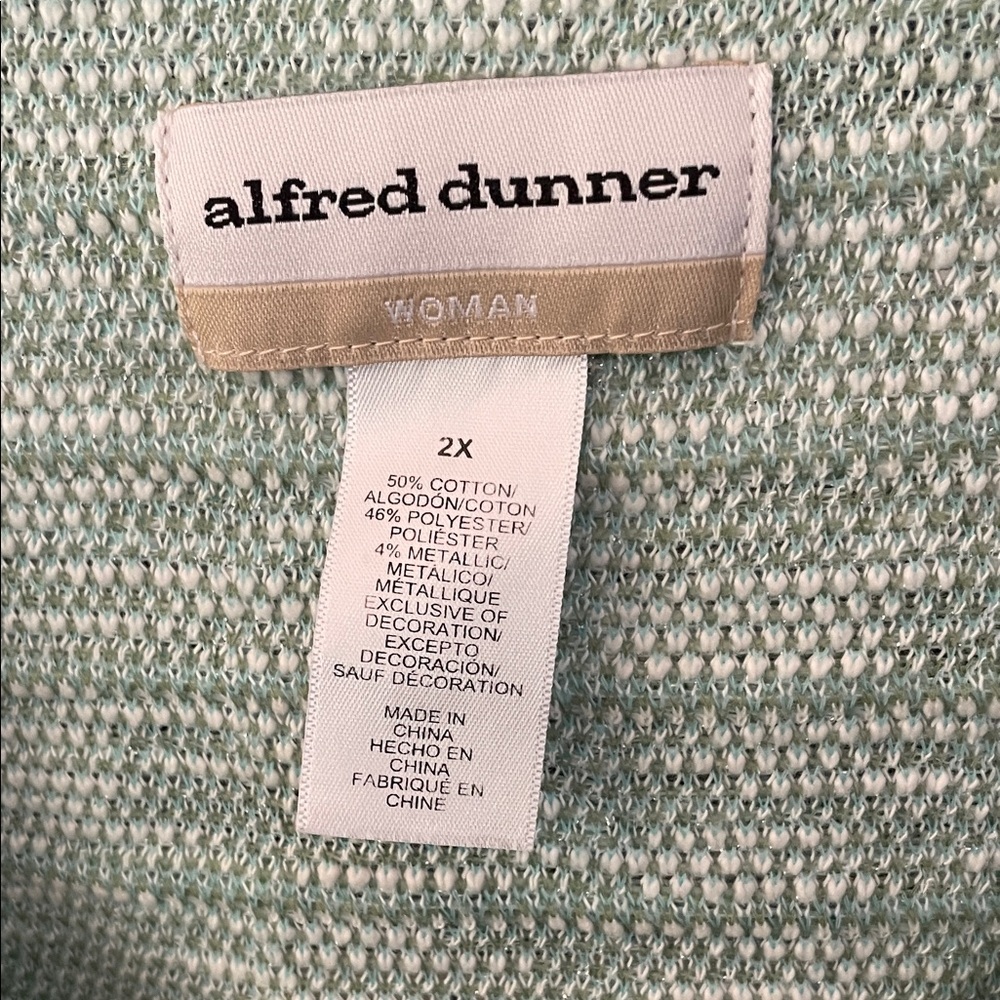 alfred dunner
WOMAN
2X
50% COTTON/
ALGODÓN/COTON
46% POLYESTER/
POLIÉSTER
4% METALLIC/
METÁLICO/
MÉTALLIQUE
EXCLUSIVE OF
DECORATION/
EXCEPTO
DECORACIÓN/
SAUF DÉCORATION
MADE IN
CHINA
HECHO EN
CHINA
FABRIQUÉ EN
CHINE